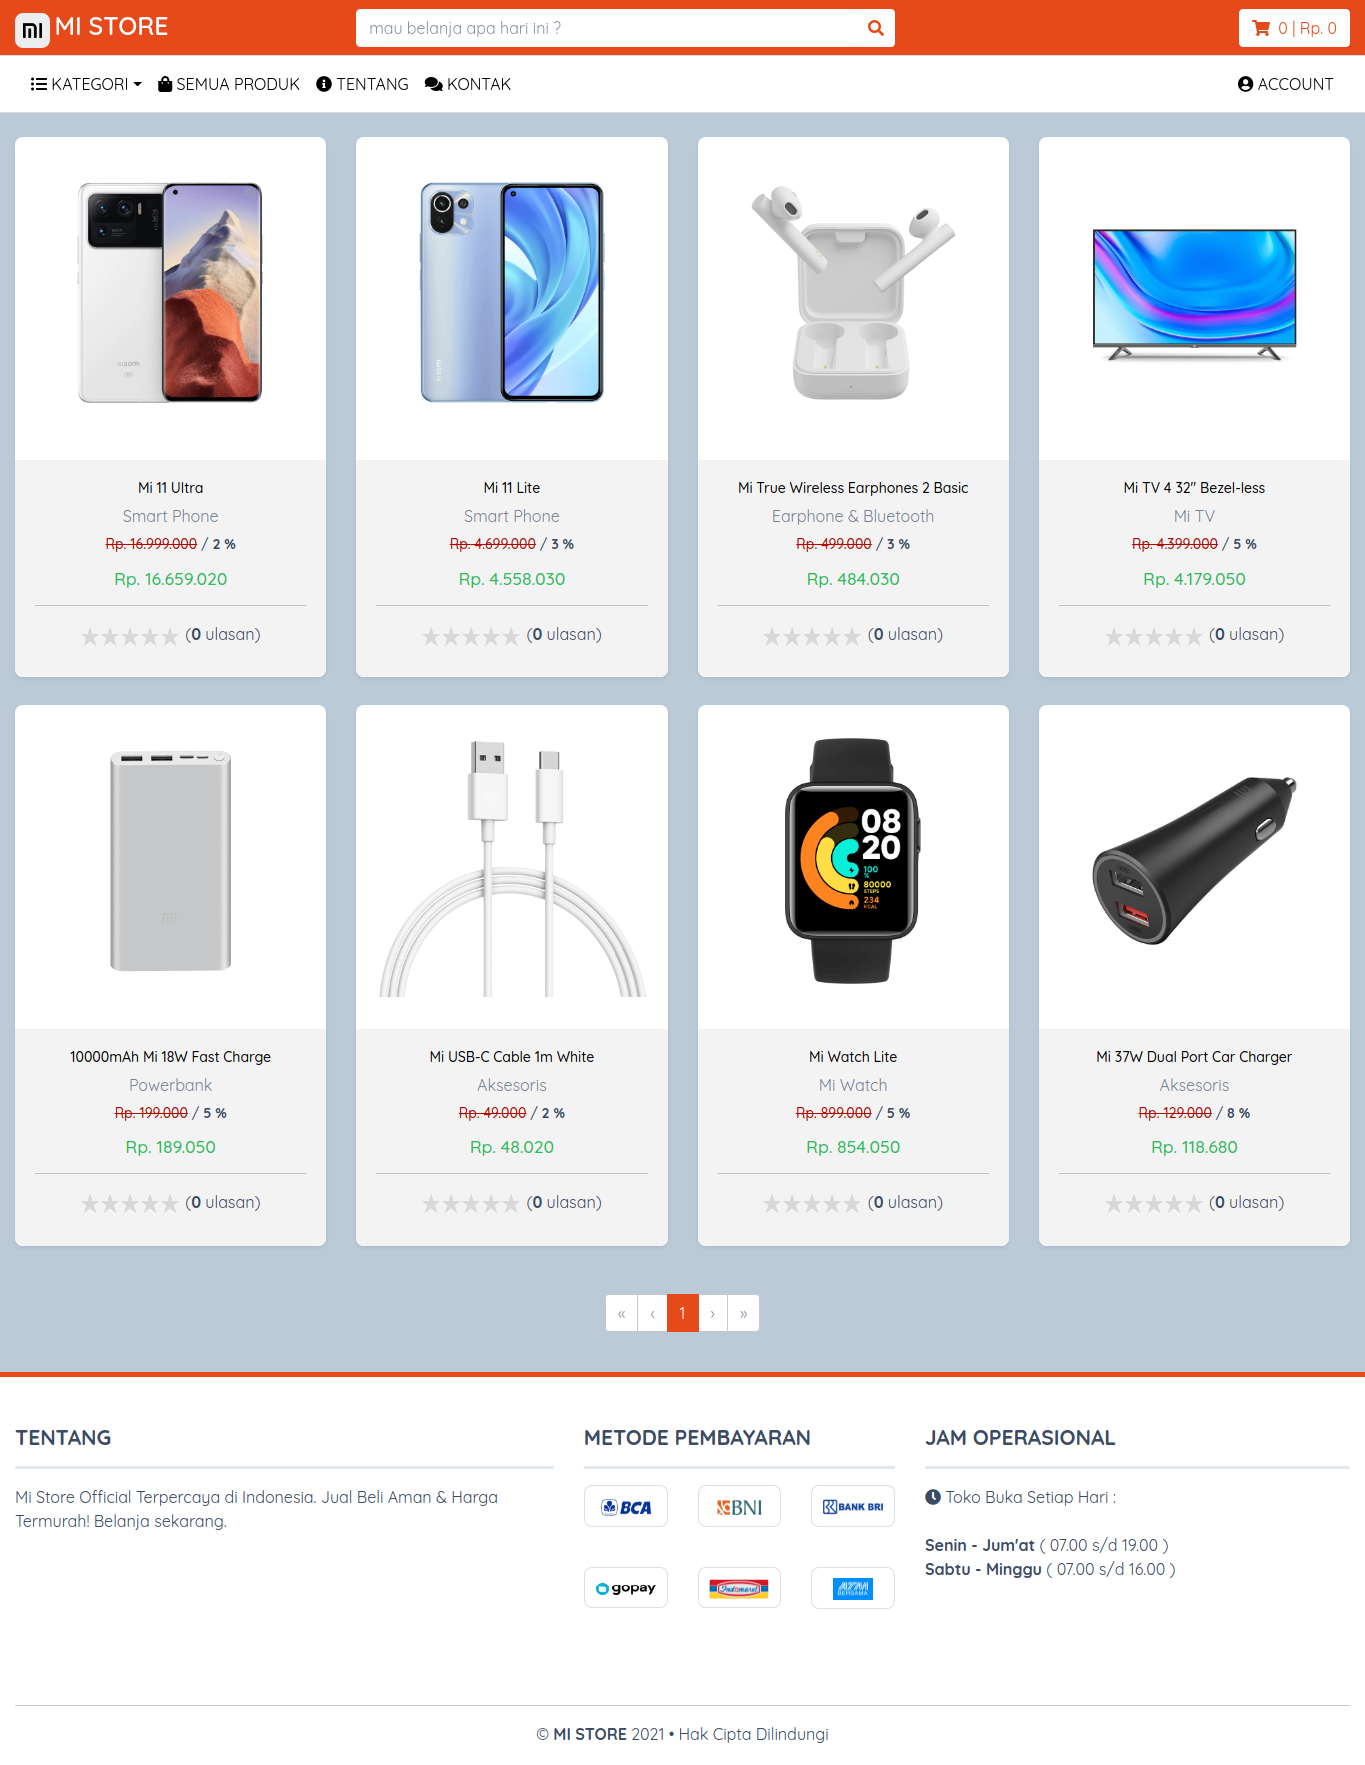 MI STORE
mau belanja apa hari ini ?
0 | Rp. 0
KATEGORI
SEMUA PRODUK
TENTANG
KONTAK
ACCOUNT
XIAOMI
Mi 11 Ultra
Smart Phone
Rp. 16.999.000 / 2 %
Rp. 16.659.020
(0 ulasan)
Mi 11 Lite
Smart Phone
Rp. 4.699.000 / 3 %
Rp. 4.558.030
(0 ulasan)
Mi True Wireless Earphones 2 Basic
Earphone & Bluetooth
Rp. 499.000 / 3 %
Rp. 484.030
(0 ulasan)
Mi TV 4 32" Bezel-less
Mi TV
Rp. 4.399.000 / 5 %
Rp. 4.179.050
(0 ulasan)
08
20
100
%
80000
STEPS
234
KCAL
10000mAh Mi 18W Fast Charge
Powerbank
Rp. 199.000 / 5 %
Rp. 189.050
(0 ulasan)
Mi USB-C Cable 1m White
Aksesoris
Rp. 49.000 / 2 %
Rp. 48.020
(0 ulasan)
Mi Watch Lite
Mi Watch
Rp. 899.000 / 5 %
Rp. 854.050
(0 ulasan)
Mi 37W Dual Port Car Charger
Aksesoris
Rp. 129.000 / 8 %
Rp. 118.680
(0 ulasan)
« ‹ 1 › »
TENTANG
Mi Store Official Terpercaya di Indonesia. Jual Beli Aman & Harga
Termurah! Belanja sekarang.
METODE PEMBAYARAN
BCA
BNI
BANK BRI
gopay
Indomaret
ATM
BERSAMA
JAM OPERASIONAL
Toko Buka Setiap Hari :
Senin - Jum'at ( 07.00 s/d 19.00 )
Sabtu - Minggu ( 07.00 s/d 16.00 )
© MI STORE 2021 • Hak Cipta Dilindungi